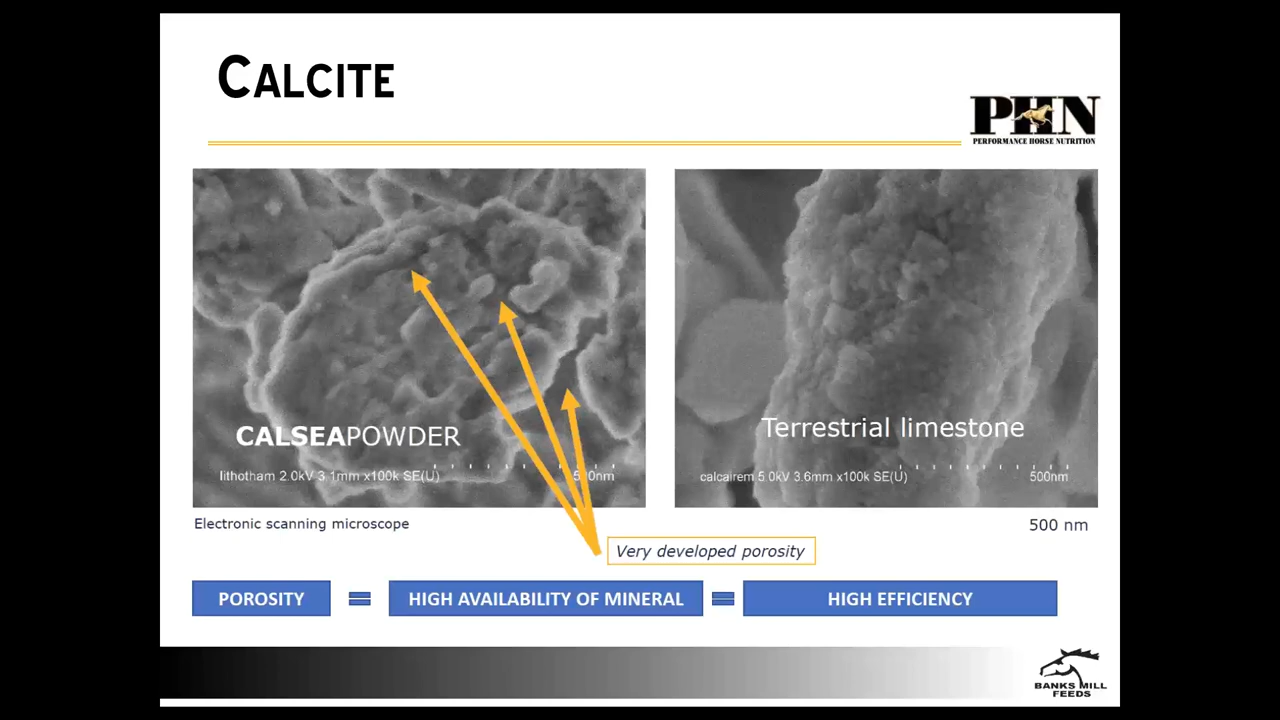 CALCITE
PHN
PERFORMANCE HORSE NUTRITION
CALSEAPOWDER
lithotham 2.0kV 3.1mm x100k SE(U)
500nm
Terrestrial limestone
calcairem 5.0kV 3.6mm x100k SE(U)
500nm
Electronic scanning microscope
500 nm
Very developed porosity
POROSITY = HIGH AVAILABILITY OF MINERAL = HIGH EFFICIENCY
BANKS MILL
FEEDS